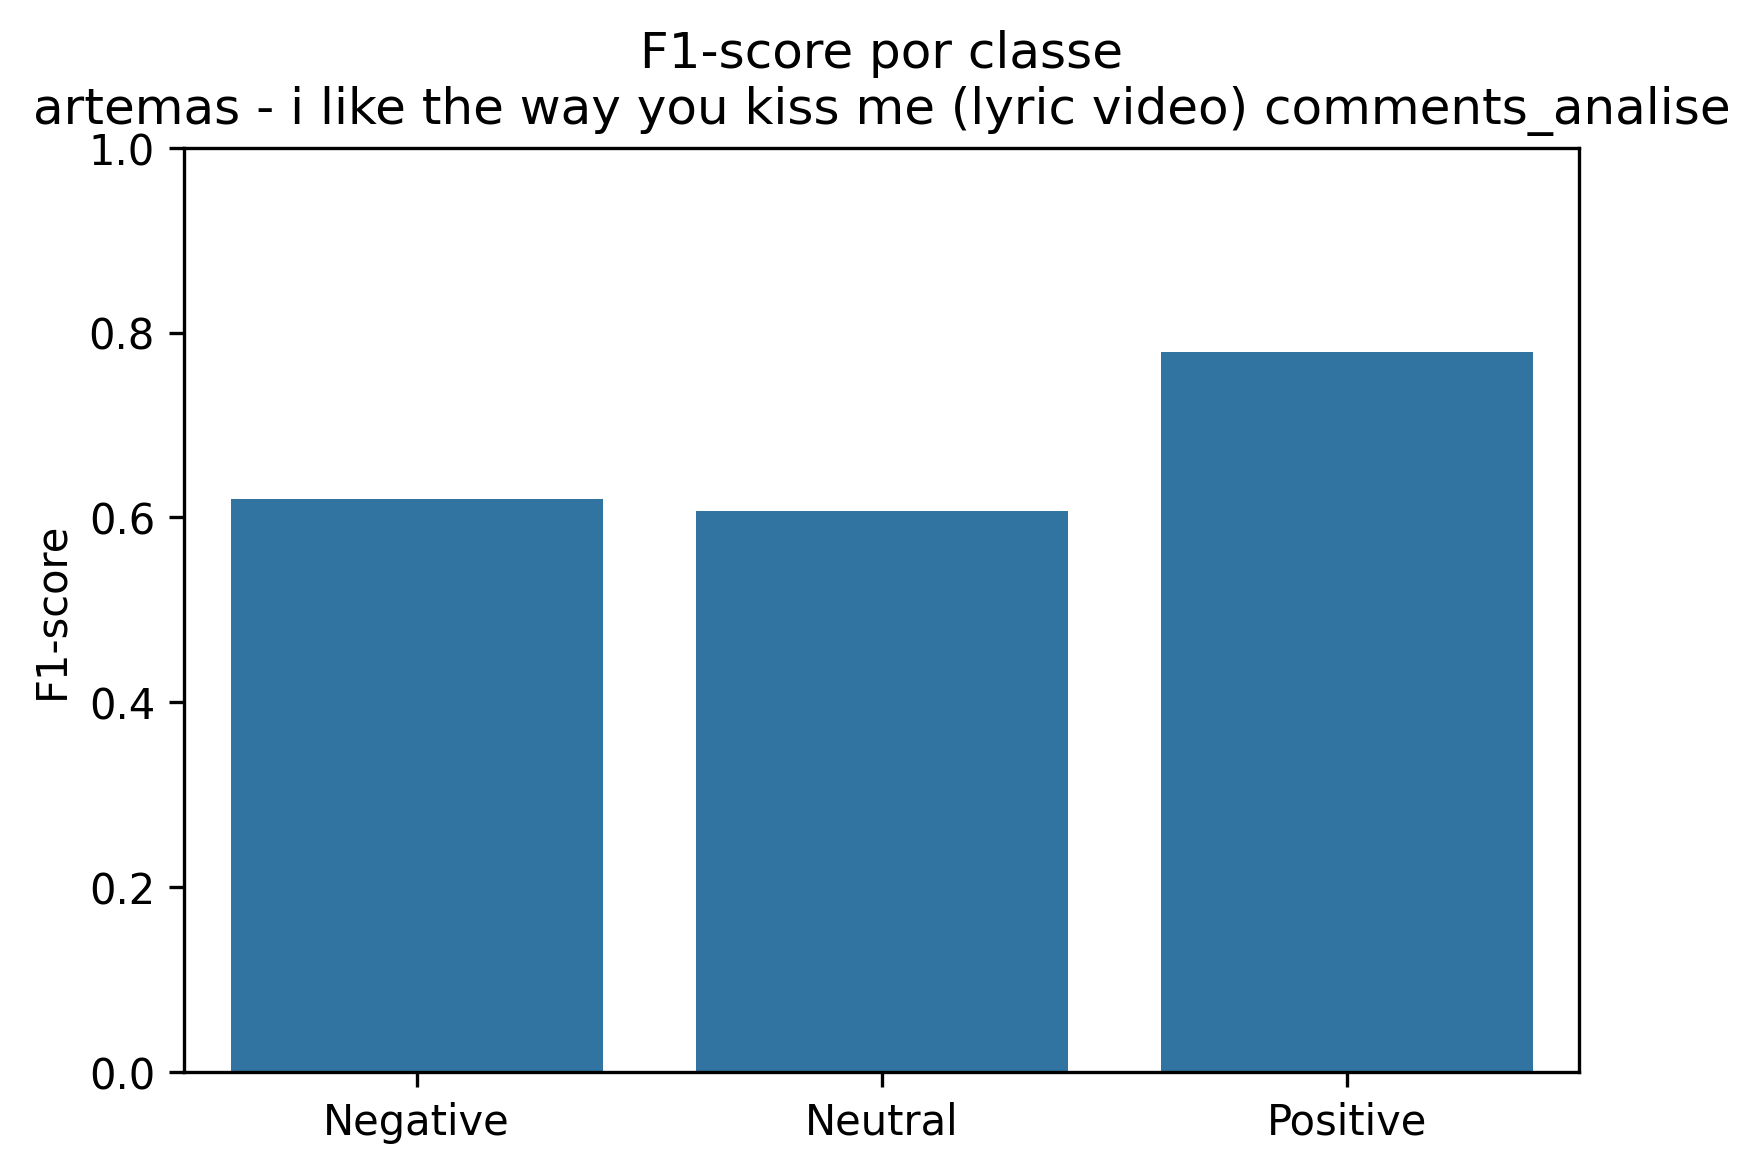 F1-score por classe
artemas - i like the way you kiss me (lyric video) comments_analise
1.0
0.8
0.6
0.4
0.2
0.0
F1-score
Negative
Neutral
Positive